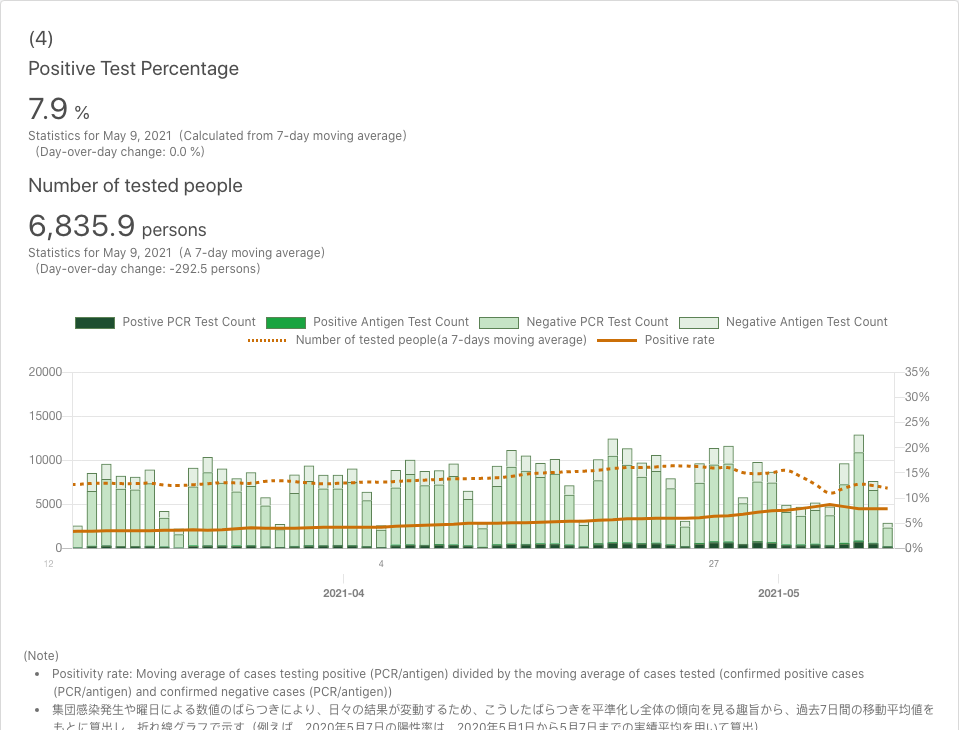 (4)
Positive Test Percentage
7.9 %
Statistics for May 9, 2021 (Calculated from 7-day moving average)
(Day-over-day change: 0.0 %)
Number of tested people
6,835.9 persons
Statistics for May 9, 2021 (A 7-day moving average)
(Day-over-day change: -292.5 persons)
Postive PCR Test Count Positive Antigen Test Count Negative PCR Test Count Negative Antigen Test Count
Number of tested people(a 7-days moving average) Positive rate
20000 35%
30%
15000
25%
20%
10000
15%
10%
5000
5%
0 0%
12 4 27
2021-04 2021-05
(Note)
• Positivity rate: Moving average of cases testing positive (PCR/antigen) divided by the moving average of cases tested (confirmed positive cases
(PCR/antigen) and confirmed negative cases (PCR/antigen))
• 集団感染発生や曜日による数値のばらつきにより、日々の結果が変動するため、こうしたばらつきを平準化し全体の傾向を見る趣旨から、過去7日間の移動平均値を
もとに算出し、折れ線グラフで示す（例えば、2020年5月7日の陽性率は、2020年5月1日から5月7日までの実績平均を用いて算出）